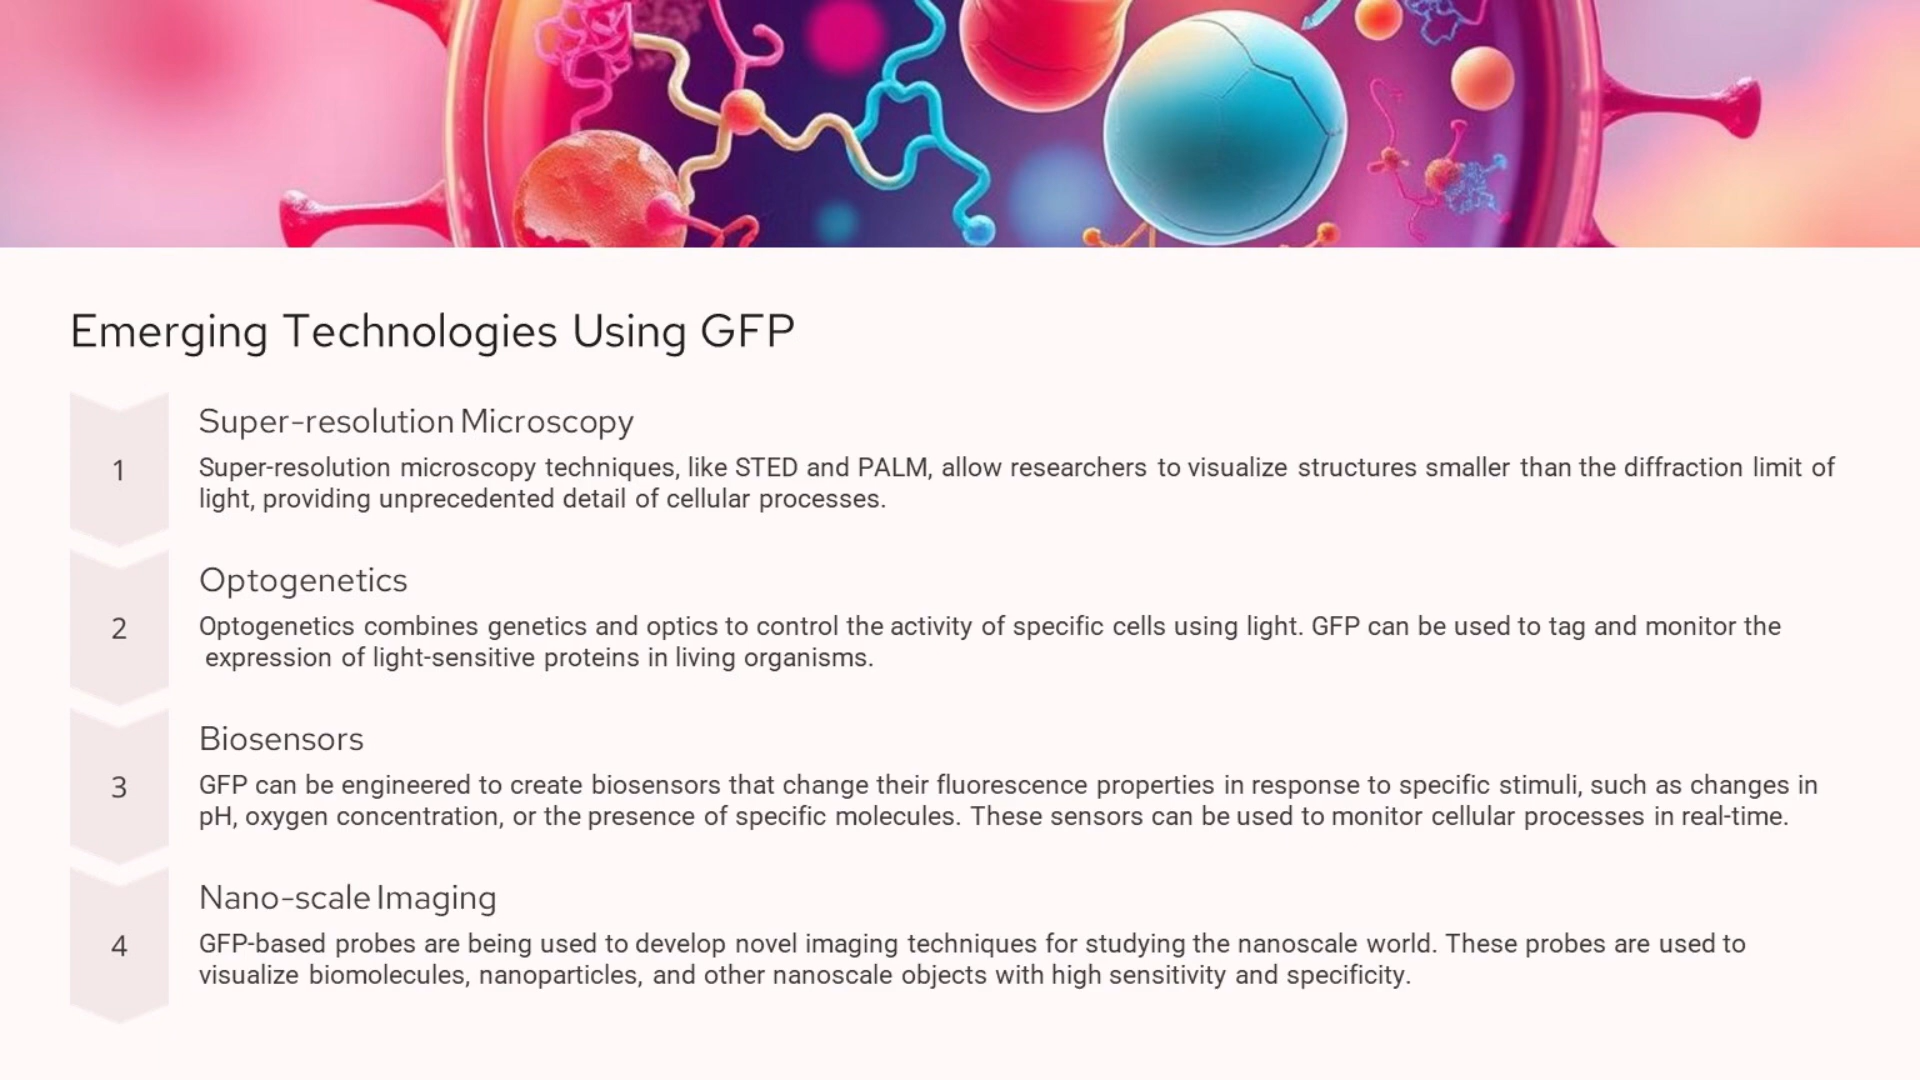 Emerging Technologies Using GFP
1
Super-resolution Microscopy
Super-resolution microscopy techniques, like STED and PALM, allow researchers to visualize structures smaller than the diffraction limit of
light, providing unprecedented detail of cellular processes.
2
Optogenetics
Optogenetics combines genetics and optics to control the activity of specific cells using light. GFP can be used to tag and monitor the
expression of light-sensitive proteins in living organisms.
3
Biosensors
GFP can be engineered to create biosensors that change their fluorescence properties in response to specific stimuli, such as changes in
pH, oxygen concentration, or the presence of specific molecules. These sensors can be used to monitor cellular processes in real-time.
4
Nano-scale Imaging
GFP-based probes are being used to develop novel imaging techniques for studying the nanoscale world. These probes are used to
visualize biomolecules, nanoparticles, and other nanoscale objects with high sensitivity and specificity.